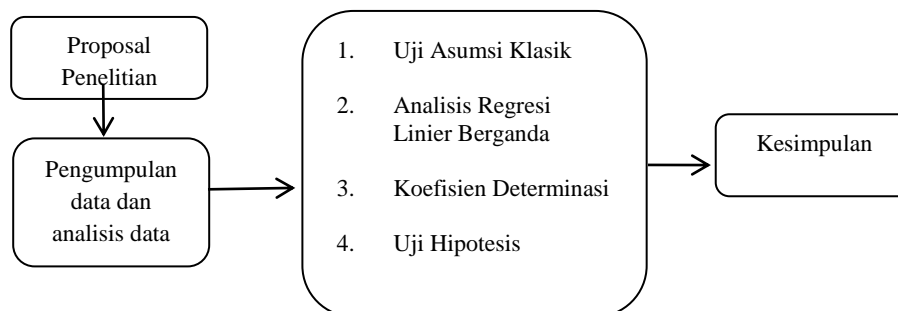 Proposal
Penelitian
Pengumpulan
data dan
analisis data
1. Uji Asumsi Klasik
2. Analisis Regresi
Linier Berganda
3. Koefisien Determinasi
4. Uji Hipotesis
Kesimpulan